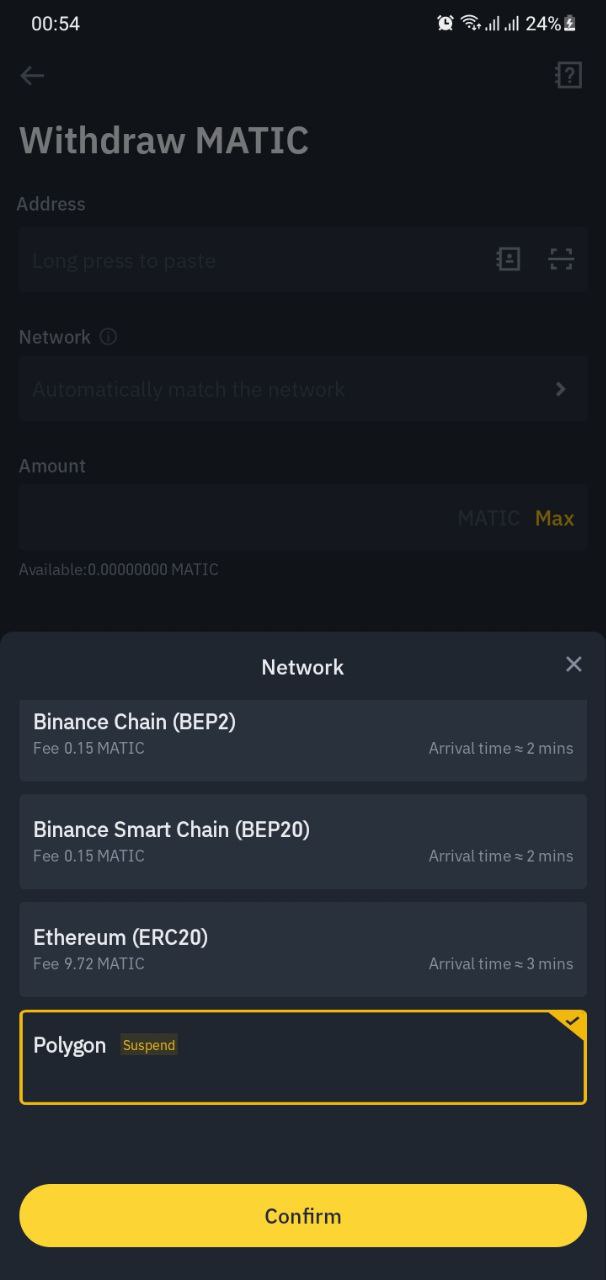 00:54
24%
Withdraw MATIC
Address
Long press to paste
Network
Automatically match the network
Amount
MATIC Max
Available:0.00000000 MATIC
Network
Binance Chain (BEP2)
Fee 0.15 MATIC Arrival time ≈ 2 mins
Binance Smart Chain (BEP20)
Fee 0.15 MATIC Arrival time ≈ 2 mins
Ethereum (ERC20)
Fee 9.72 MATIC Arrival time ≈ 3 mins
Polygon Suspend
Confirm